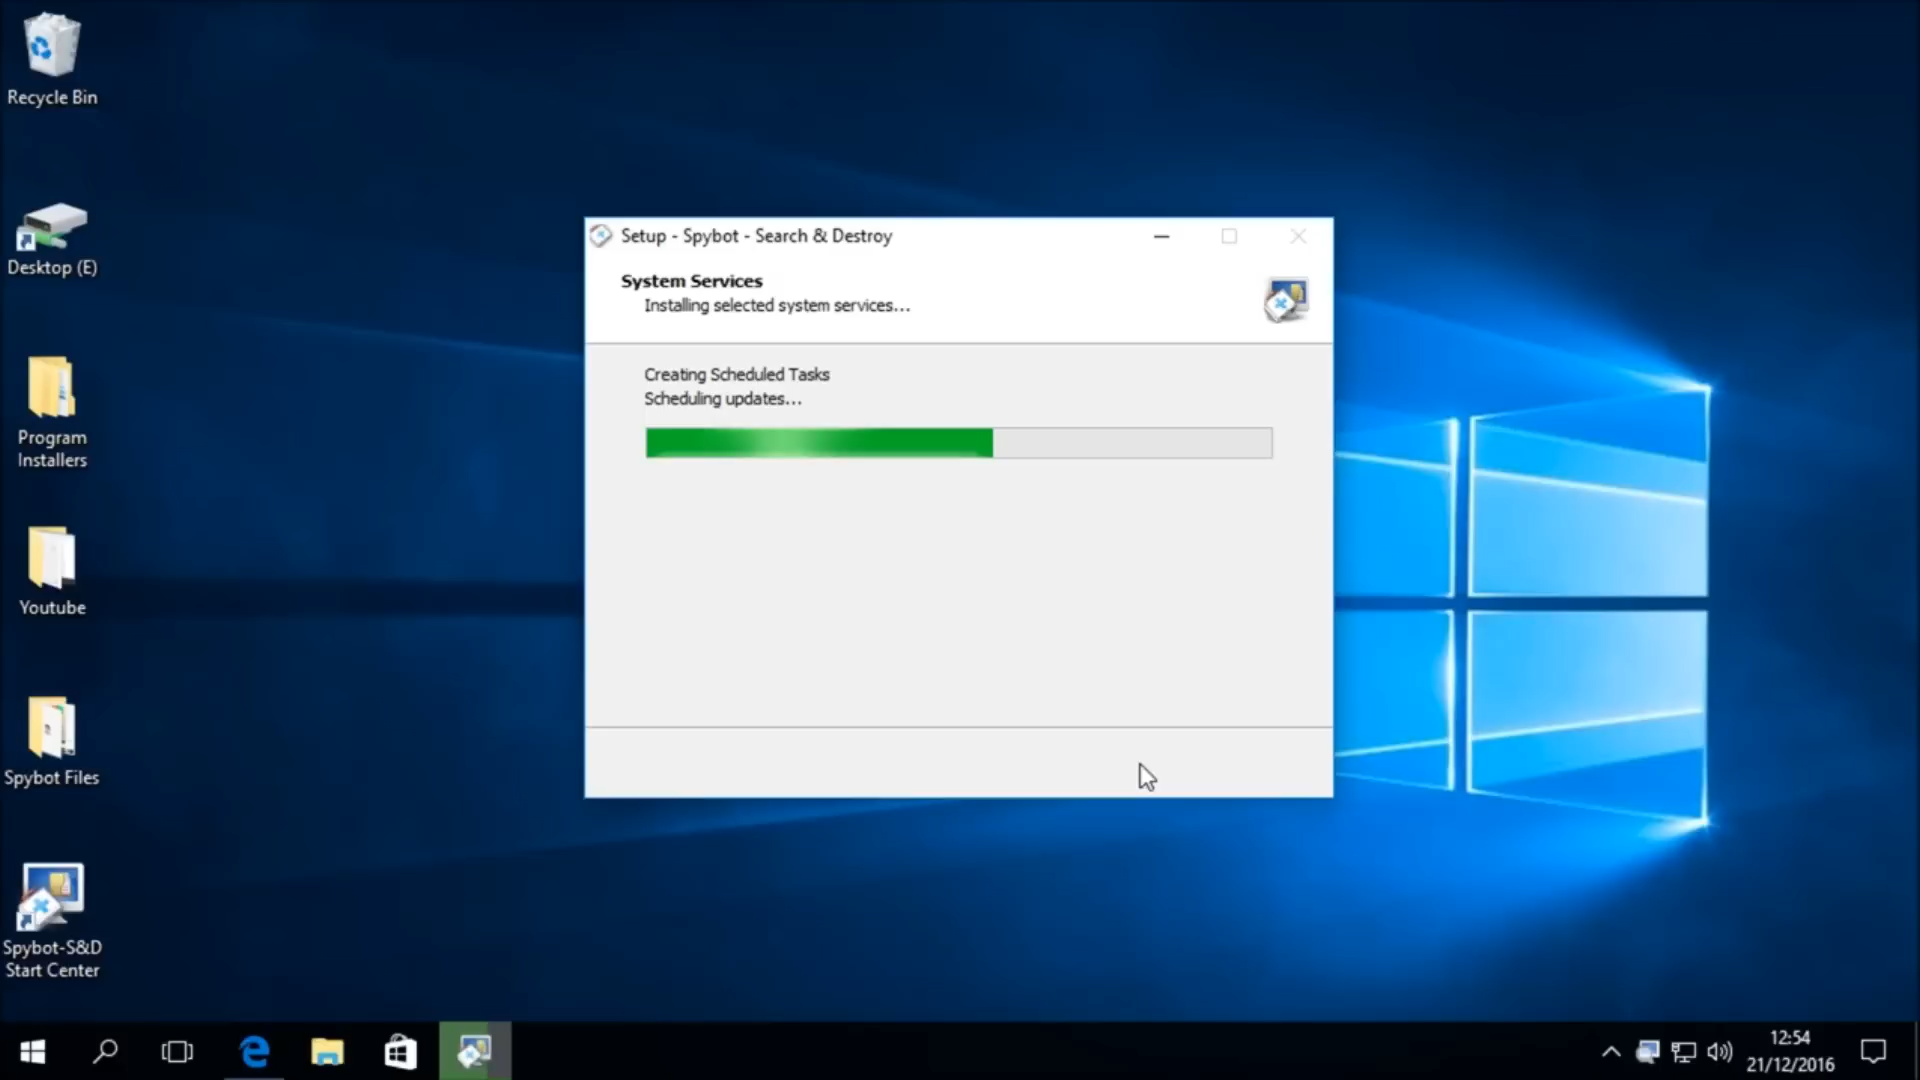 Recycle Bin
Desktop (E)
Program
Installers
Youtube
Spybot Files
Spybot-S&D
Start Center
Setup - Spybot - Search & Destroy
System Services
Installing selected system services...
Creating Scheduled Tasks
Scheduling updates...
12:54
21/12/2016